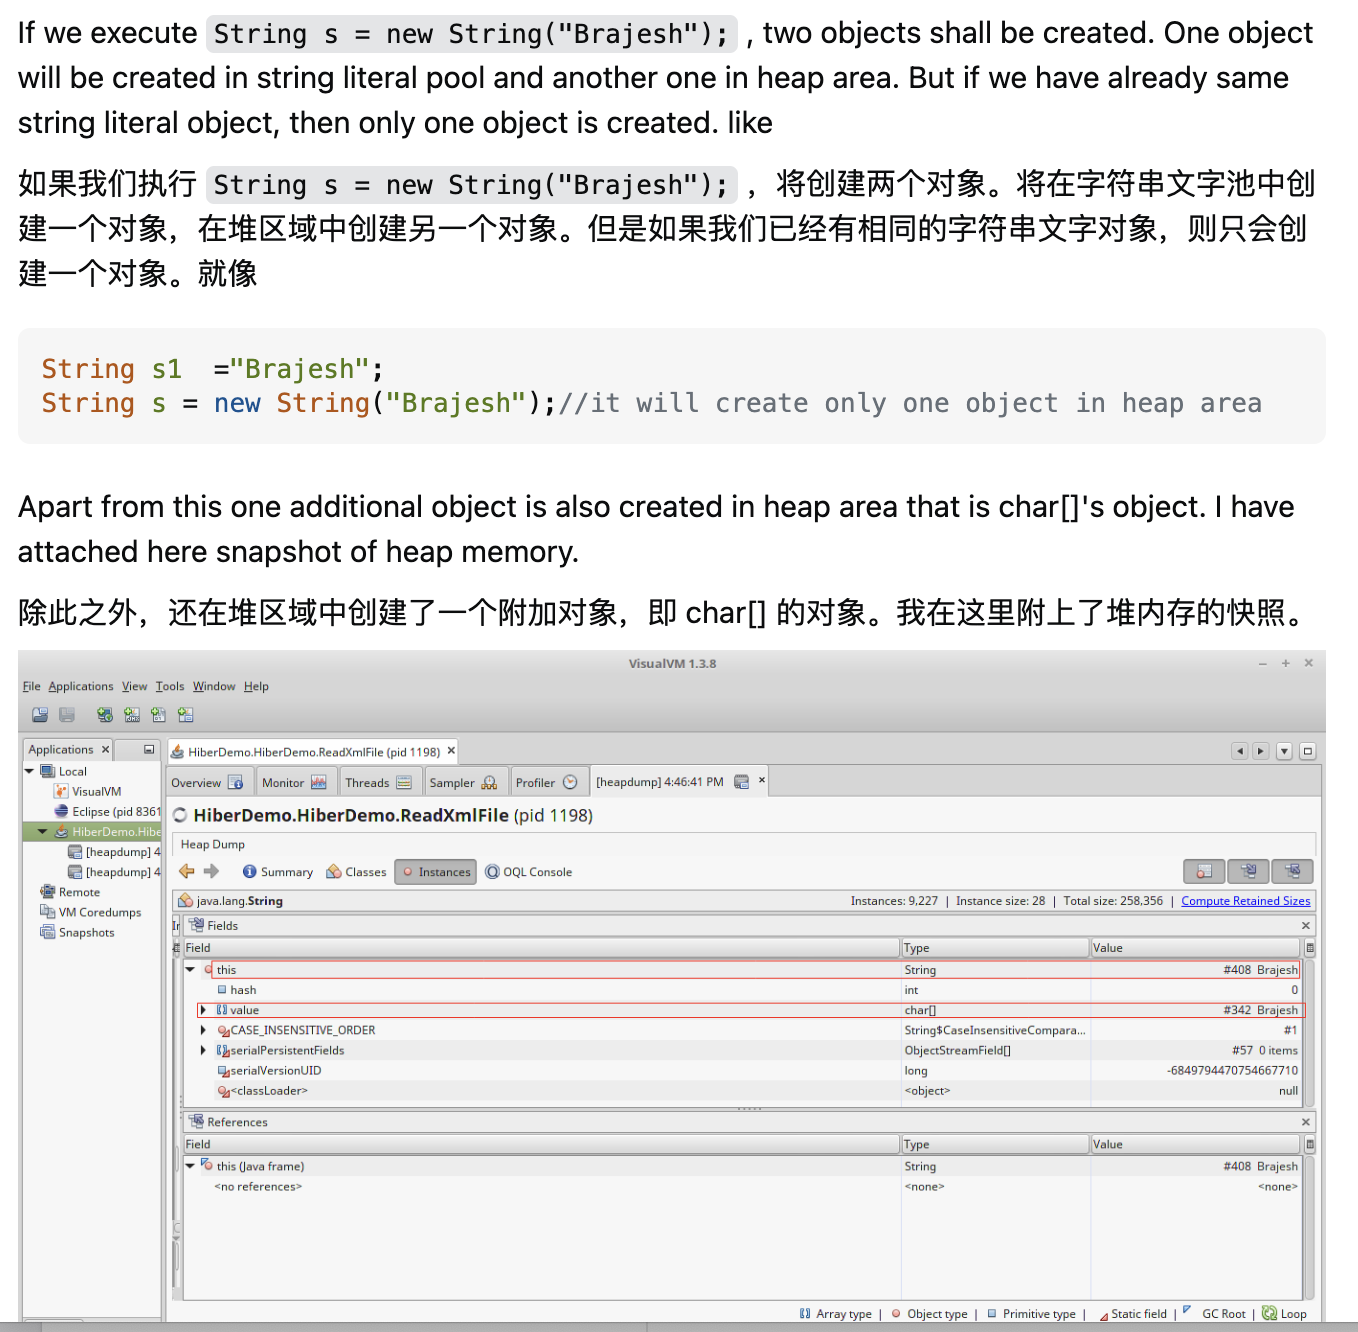 If we execute String s = new String("Brajesh"); , two objects shall be created. One object
will be created in string literal pool and another one in heap area. But if we have already same
string literal object, then only one object is created. like
如果我们执行 String s = new String("Brajesh"); ，将创建两个对象。将在字符串文字池中创
建一个对象，在堆区域中创建另一个对象。但是如果我们已经有相同的字符串文字对象，则只会创
建一个对象。就像
String s1  ="Brajesh";
String s = new String("Brajesh");//it will create only one object in heap area
Apart from this one additional object is also created in heap area that is char[]'s object. I have
attached here snapshot of heap memory.
除此之外，还在堆区域中创建了一个附加对象，即 char[] 的对象。我在这里附上了堆内存的快照。
VisualVM 1.3.8
File Applications View Tools Window Help
Applications
HiberDemo.HiberDemo.ReadXmlFile (pid 1198)
Local
VisualVM
Eclipse (pid 8361
HiberDemo.Hibe
[heapdump] 4
[heapdump] 4
Remote
VM Coredumps
Snapshots
Overview Monitor Threads Sampler Profiler [heapdump] 4:46:41 PM
HiberDemo.HiberDemo.ReadXmlFile (pid 1198)
Heap Dump
Summary Classes Instances OQL Console
java.lang.String Instances: 9,227 | Instance size: 28 | Total size: 258,356 | Compute Retained Sizes
Fields
Field Type Value
this String #408 Brajesh
hash int 0
value char[] #342 Brajesh
CASE_INSENSITIVE_ORDER String$CaseInsensitiveCompara... #1
serialPersistentFields ObjectStreamField[] #57 0 items
serialVersionUID long -6849794470754667710
<classLoader> <object> null
References
Field Type Value
this (Java frame) String #408 Brajesh
<no references> <none> <none>
Array type | Object type | Primitive type | Static field | GC Root | Loop